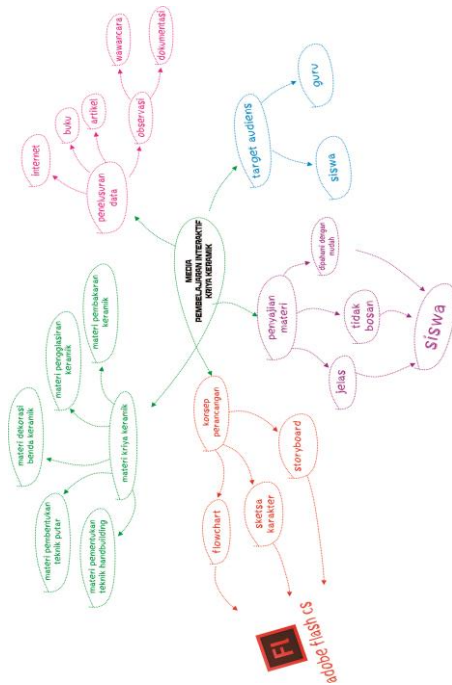 MEDIA
PEMBELAJARAN INTERAKTIF
KRIYA KERAMIK
penelusuran
data
internet
buku
artikel
observasi
wawancara
dokumentasi
target audiens
guru
siswa
penyajian
materi
dipahami dengan
mudah
tidak
bosan
jelas
siswa
konsep
perancangan
flowchart
sketsa
karakter
storyboard
Fl
adobe flash cs
materi kriya keramik
materi pembakaran
keramik
materi pengglasiran
keramik
materi dekorasi
benda keramik
materi pembentukan
teknik putar
materi pementukan
teknik handbuilding